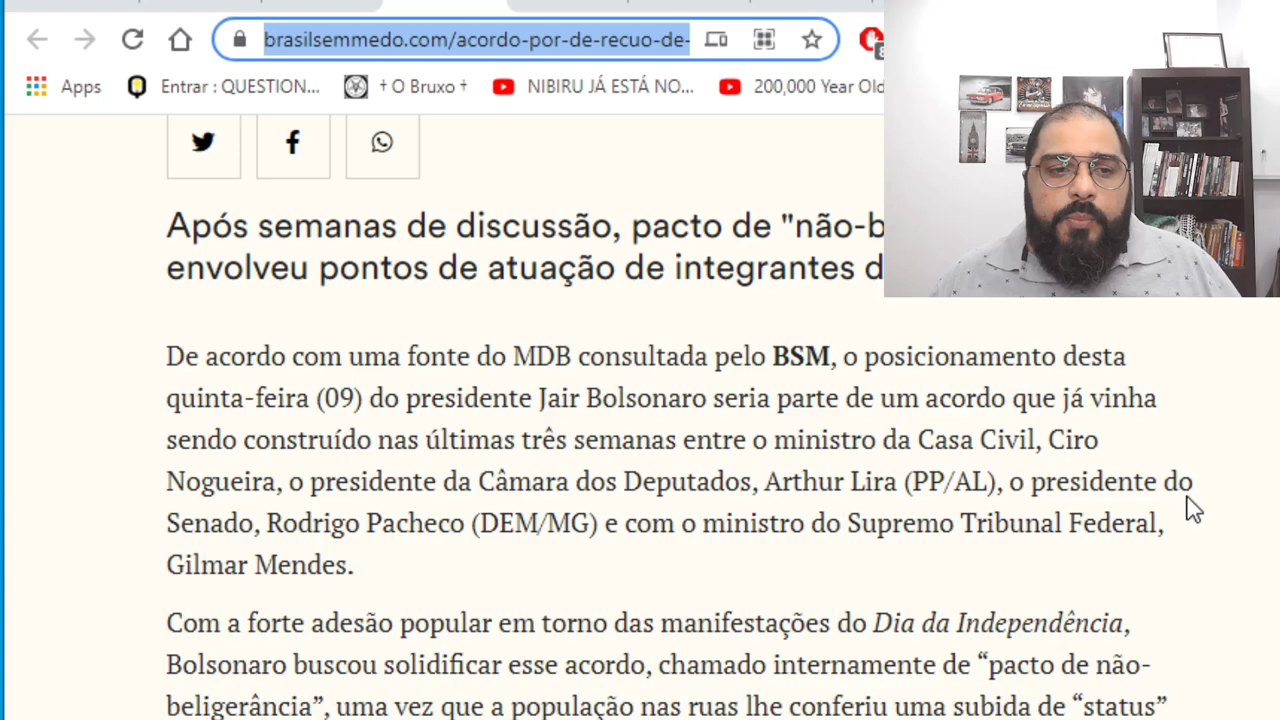 brasilsemmedo.com/acordo-por-de-recuo-de-
Apps
Entrar : QUESTION...
† O Bruxo †
NIBIRU JÁ ESTÁ NO...
200,000 Year Old
Após semanas de discussão, pacto de "não-b
envolveu pontos de atuação de integrantes d
De acordo com uma fonte do MDB consultada pelo BSM, o posicionamento desta
quinta-feira (09) do presidente Jair Bolsonaro seria parte de um acordo que já vinha
sendo construído nas últimas três semanas entre o ministro da Casa Civil, Ciro
Nogueira, o presidente da Câmara dos Deputados, Arthur Lira (PP/AL), o presidente do
Senado, Rodrigo Pacheco (DEM/MG) e com o ministro do Supremo Tribunal Federal,
Gilmar Mendes.
Com a forte adesão popular em torno das manifestações do Dia da Independência,
Bolsonaro buscou solidificar esse acordo, chamado internamente de “pacto de não-
beligerância”, uma vez que a população nas ruas lhe conferiu uma subida de “status”